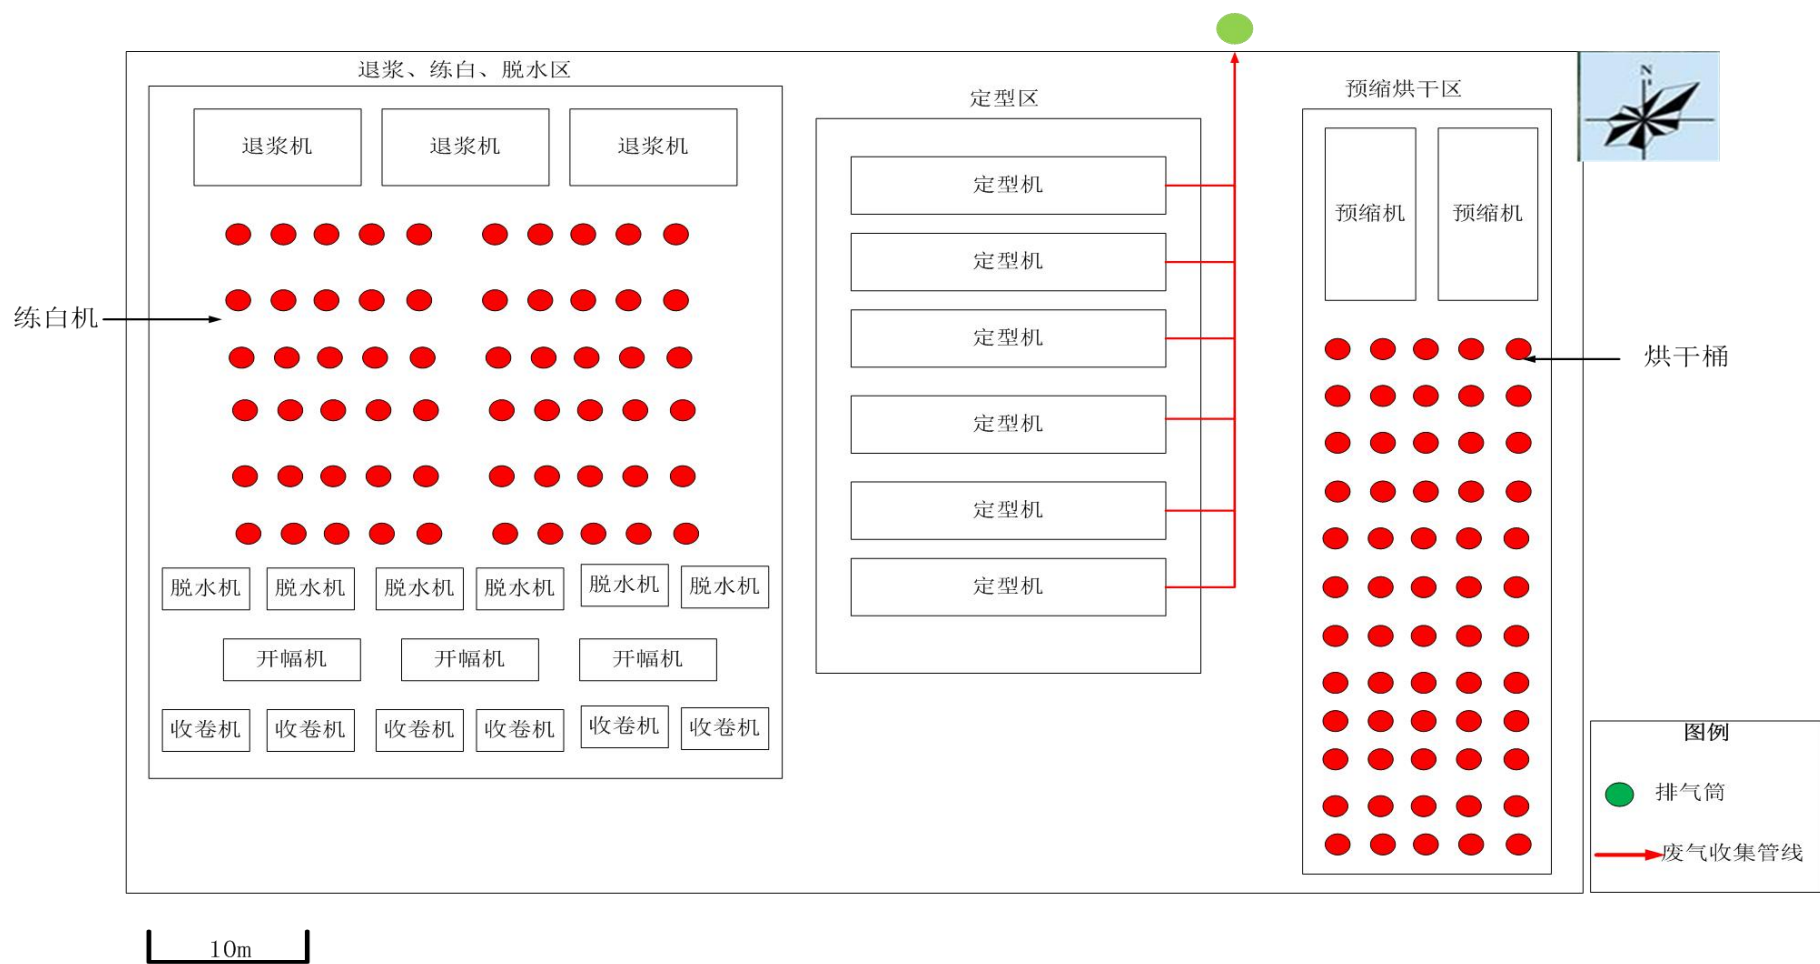 退浆、练白、脱水区
定型区
预缩烘干区
N
退浆机
退浆机
退浆机
练白机
脱水机
脱水机
脱水机
脱水机
脱水机
脱水机
开幅机
开幅机
开幅机
收卷机
收卷机
收卷机
收卷机
收卷机
收卷机
定型机
定型机
定型机
定型机
定型机
定型机
预缩机
预缩机
烘干桶
图例
排气筒
废气收集管线
10m